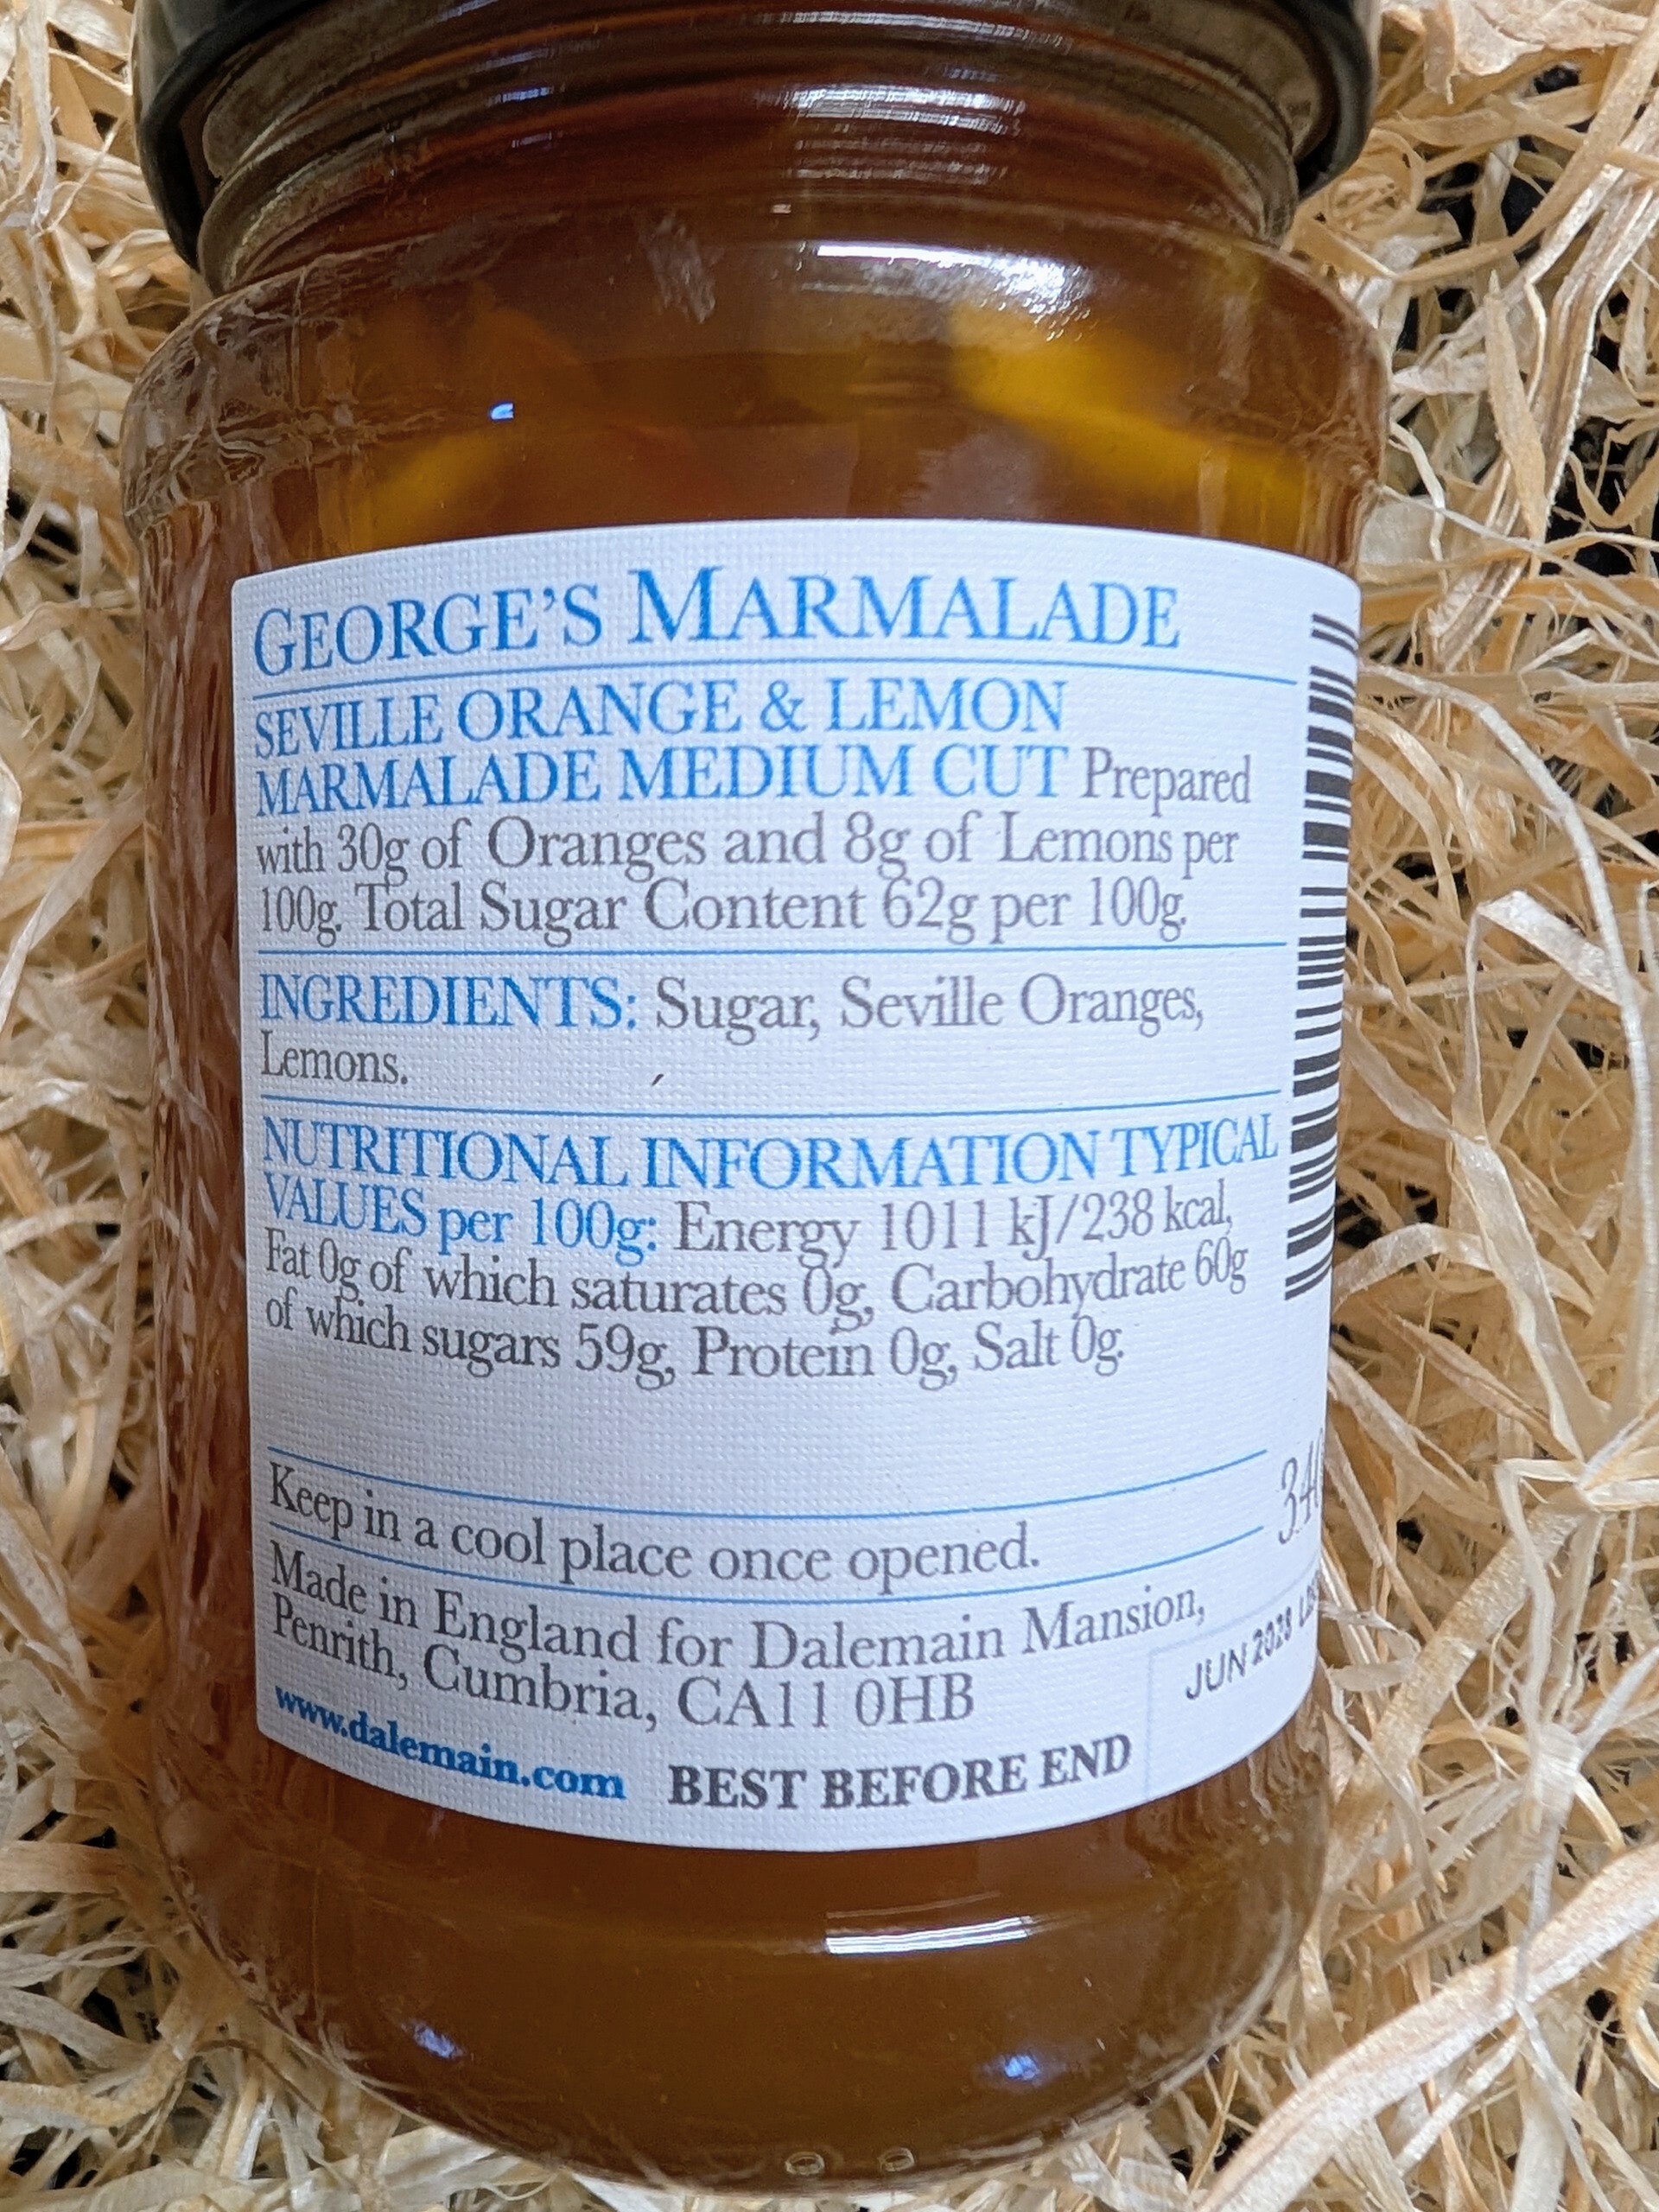 GEORGE'S MARMALADE
SEVILLE ORANGE & LEMON
MARMALADE MEDIUM CUT Prepared
with 30g of Oranges and 8g of Lemons per
100g. Total Sugar Content 62g per 100g.
INGREDIENTS: Sugar, Seville Oranges,
Lemons.
NUTRITIONAL INFORMATION TYPICAL
VALUES per 100g: Energy 1011 kJ/238 kcal,
Fat 0g of which saturates 0g, Carbohydrate 60g
of which sugars 59g, Protein 0g, Salt 0g.
Keep in a cool place once opened.
Made in England for Dalemain Mansion,
Penrith, Cumbria, CA11 0HB
www.dalemain.com BEST BEFORE END
JUN 2028